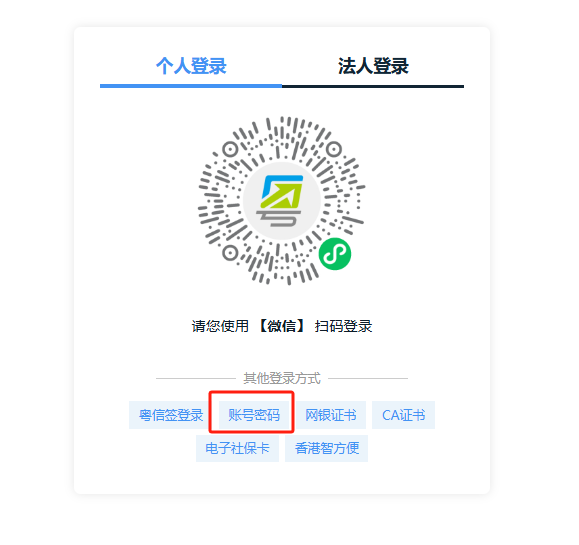 个人登录 法人登录
请您使用 【微信】 扫码登录
其他登录方式
粤信签登录 账号密码 网银证书 CA证书
电子社保卡 香港智方便